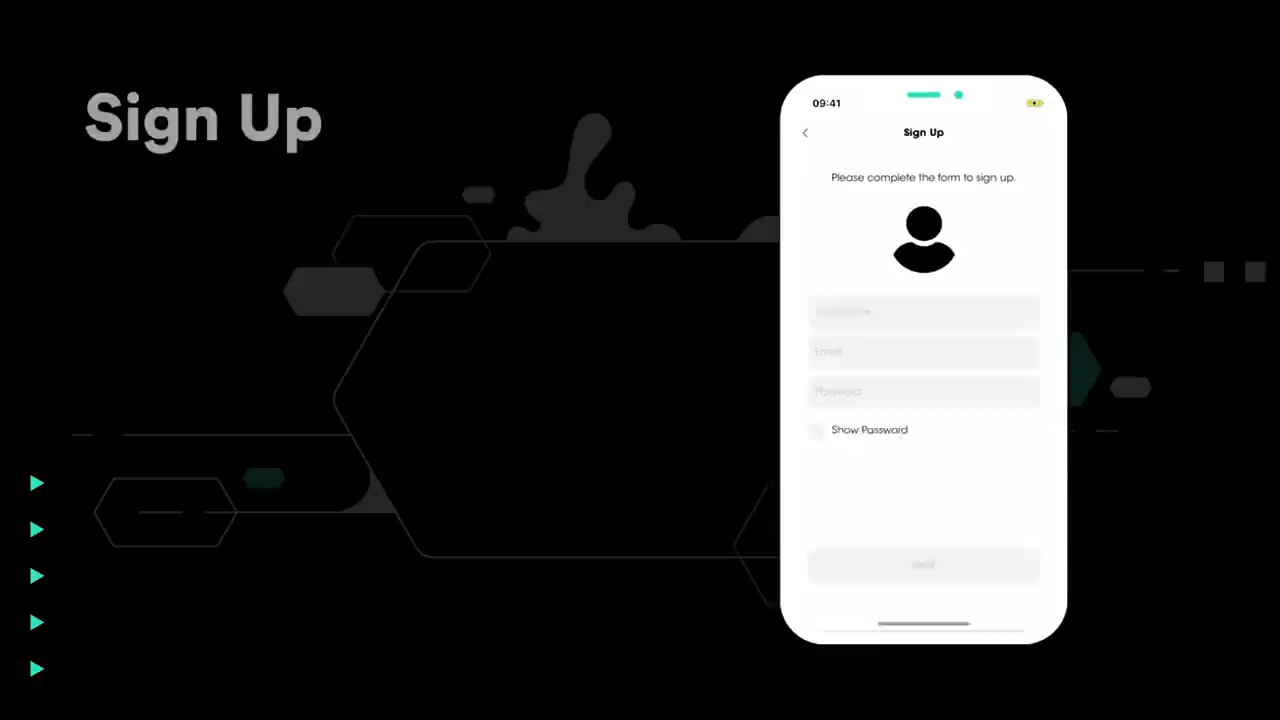 Sign Up
09:41
Sign Up
Please complete the form to sign up.
Email
Password
Show Password